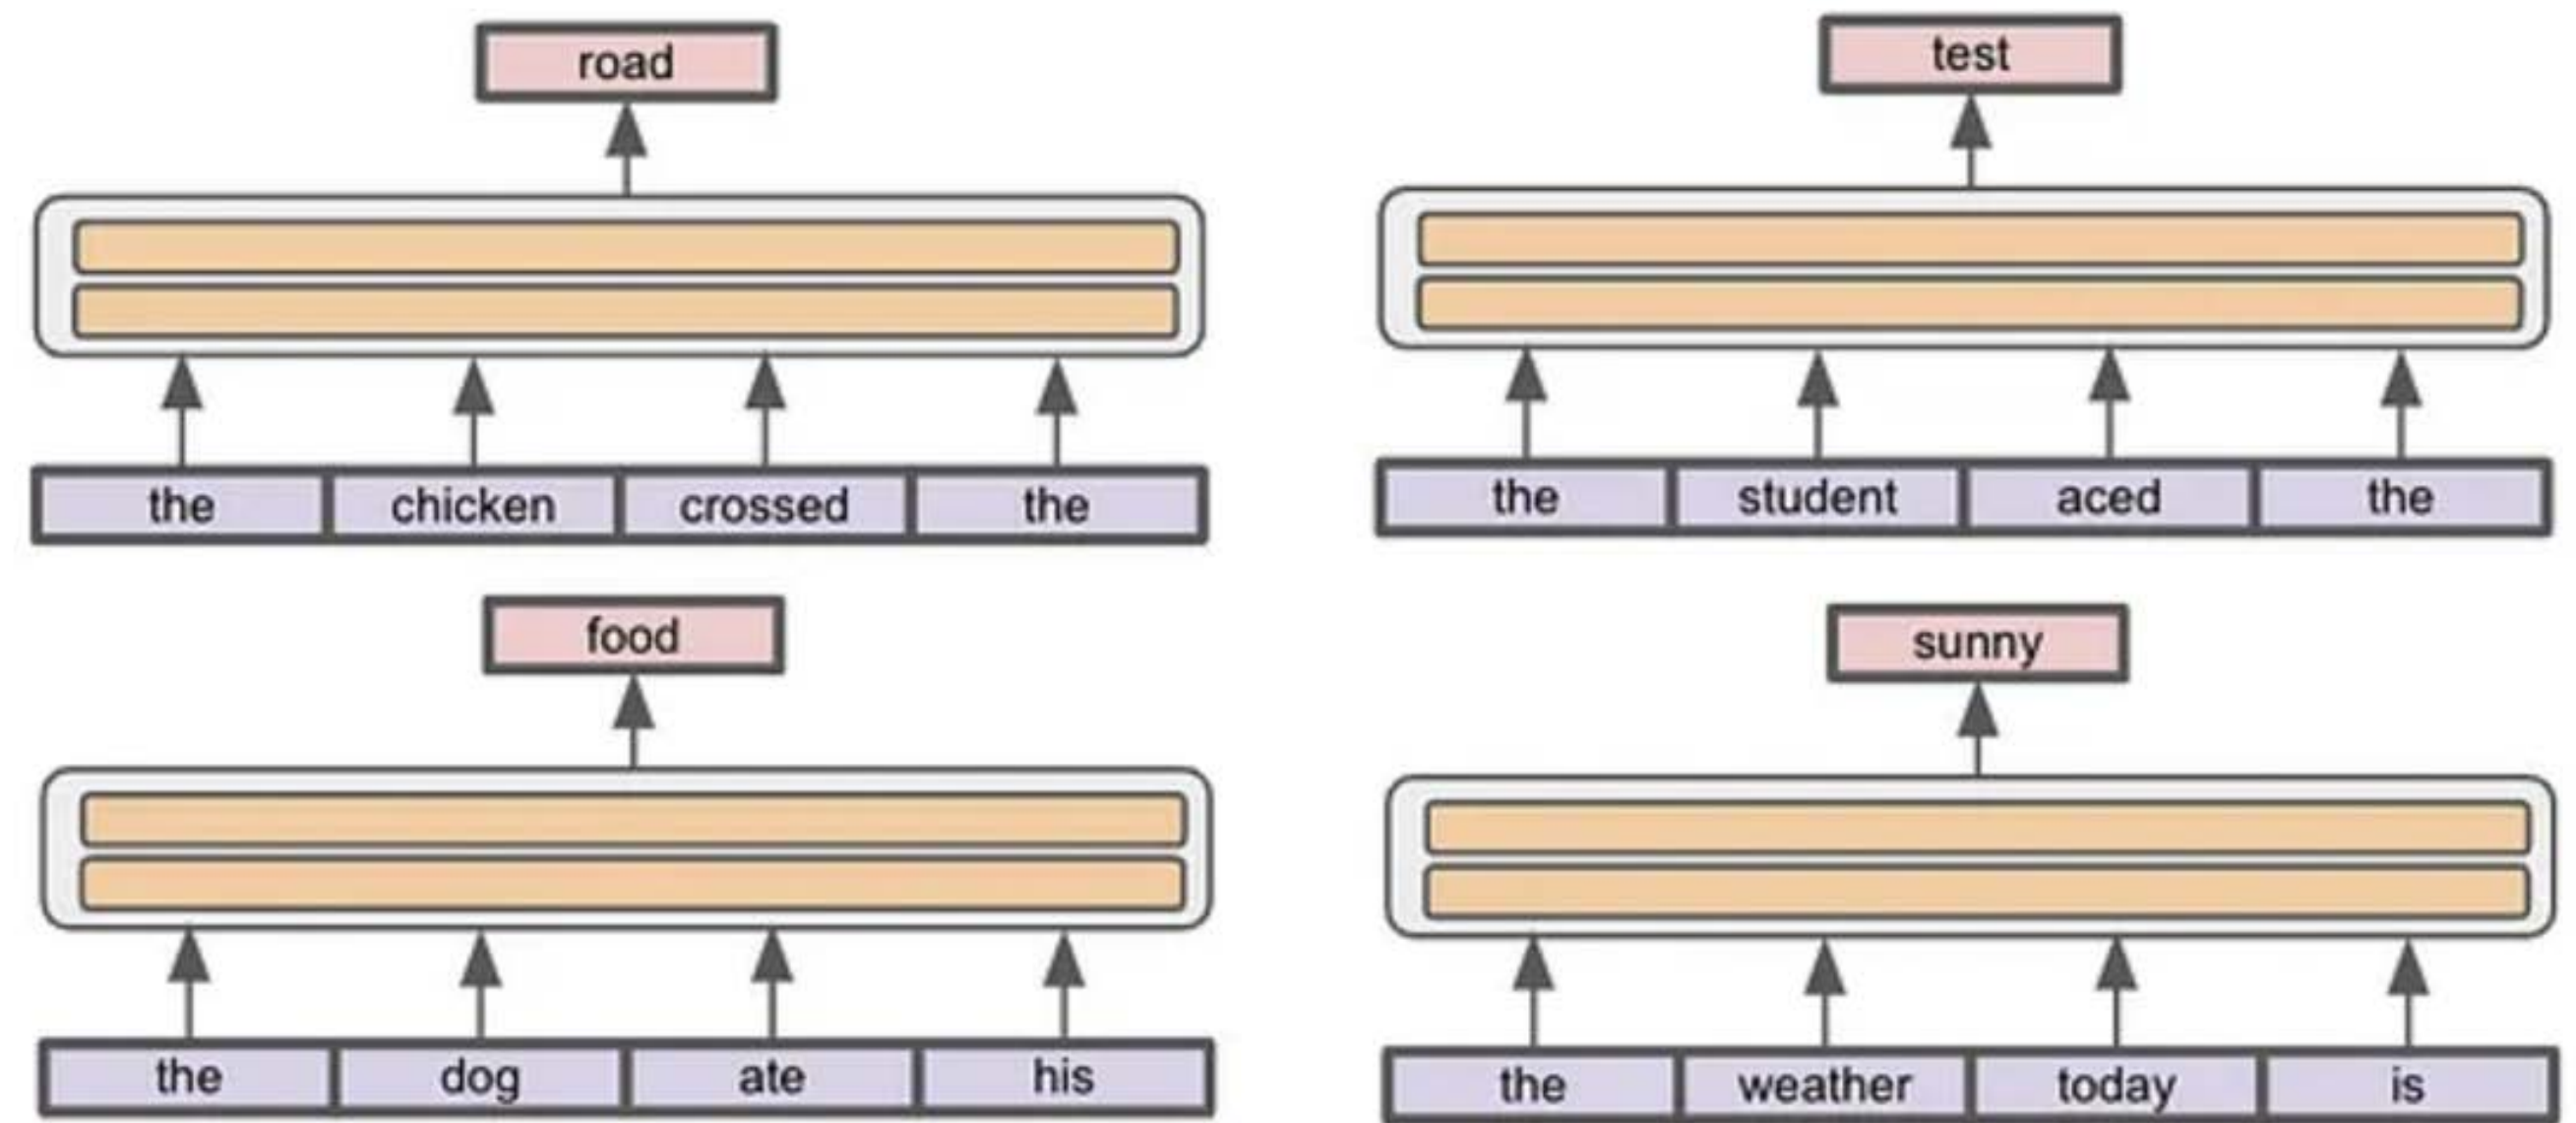 road
the chicken crossed the
test
the student aced the
food
the dog ate his
sunny
the weather today is